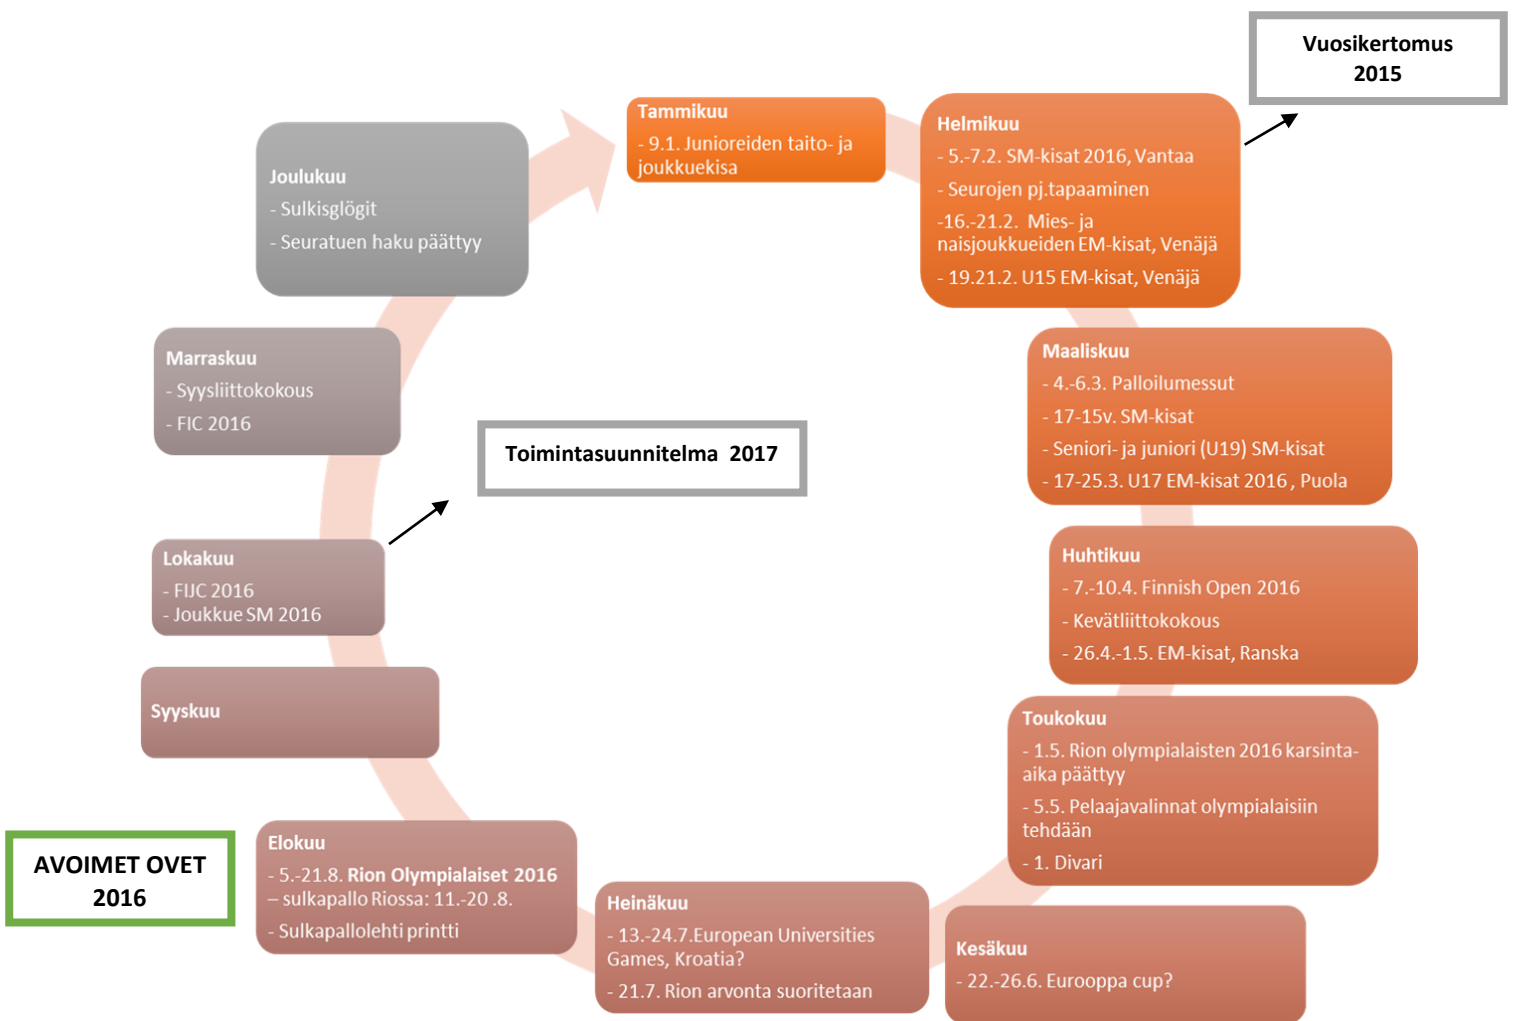 Vuosikertomus
2015
Tammikuu
- 9.1. Junioreiden taito- ja
joukkuekisa
Helmikuu
- 5.-7.2. SM-kisat 2016, Vantaa
- Seurojen pj.tapaaminen
-16.-21.2. Mies- ja
naisjoukkueiden EM-kisat, Venäjä
- 19.21.2. U15 EM-kisat, Venäjä
Maaliskuu
- 4.-6.3. Palloilumessut
- 17-15v. SM-kisat
- Seniori- ja juniori (U19) SM-kisat
- 17-25.3. U17 EM-kisat 2016 , Puola
Huhtikuu
- 7.-10.4. Finnish Open 2016
- Kevätliittokokous
- 26.4.-1.5. EM-kisat, Ranska
Toukokuu
- 1.5. Rion olympialaisten 2016 karsinta-
aika päättyy
- 5.5. Pelaajavalinnat olympialaisiin
tehdään
- 1. Divari
Kesäkuu
- 22.-26.6. Eurooppa cup?
Heinäkuu
- 13.-24.7.European Universities
Games, Kroatia?
- 21.7. Rion arvonta suoritetaan
Elokuu
- 5.-21.8. Rion Olympialaiset 2016
– sulkapallo Riossa: 11.-20 .8.
- Sulkapallolehti printti
AVOIMET OVET
2016
Syyskuu
Lokakuu
- FIJC 2016
- Joukkue SM 2016
Toimintasuunnitelma 2017
Marraskuu
- Syysliittokokous
- FIC 2016
Joulukuu
- Sulkisglögit
- Seuratuen haku päättyy